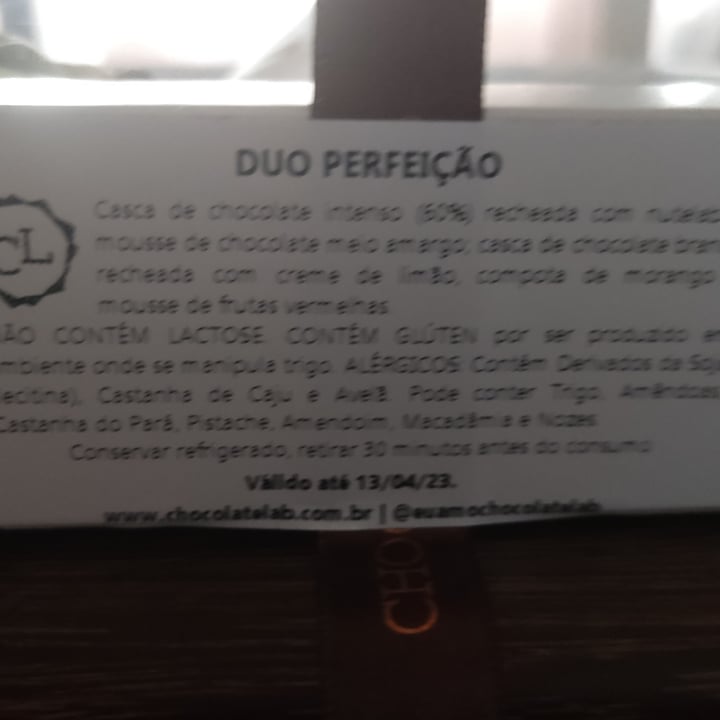 DUO PERFEIÇÃO
CL
Casca de chocolate intenso (60%) recheada com
mousse de chocolate meio amargo; casca de chocolate
recheada com creme de limão, compota de morango
mousse de frutas vermelhas
CONTÉM LACTOSE. CONTÉM GLÚTEN por ser produzido
onde se manipula trigo. ALÉRGICOS: Contém Derivados de
Castanha de Caju e Avelã. Pode conter Trigo, Amêndoas,
Castanha do Pará, Pistache, Amendoim, Macadâmia e Nozes.
Conservar refrigerado, retirar 30 minutos antes do consumo
Válido até 13/04/23.
www.chocolatelab.com.br | @euamochocolatelab
CHO